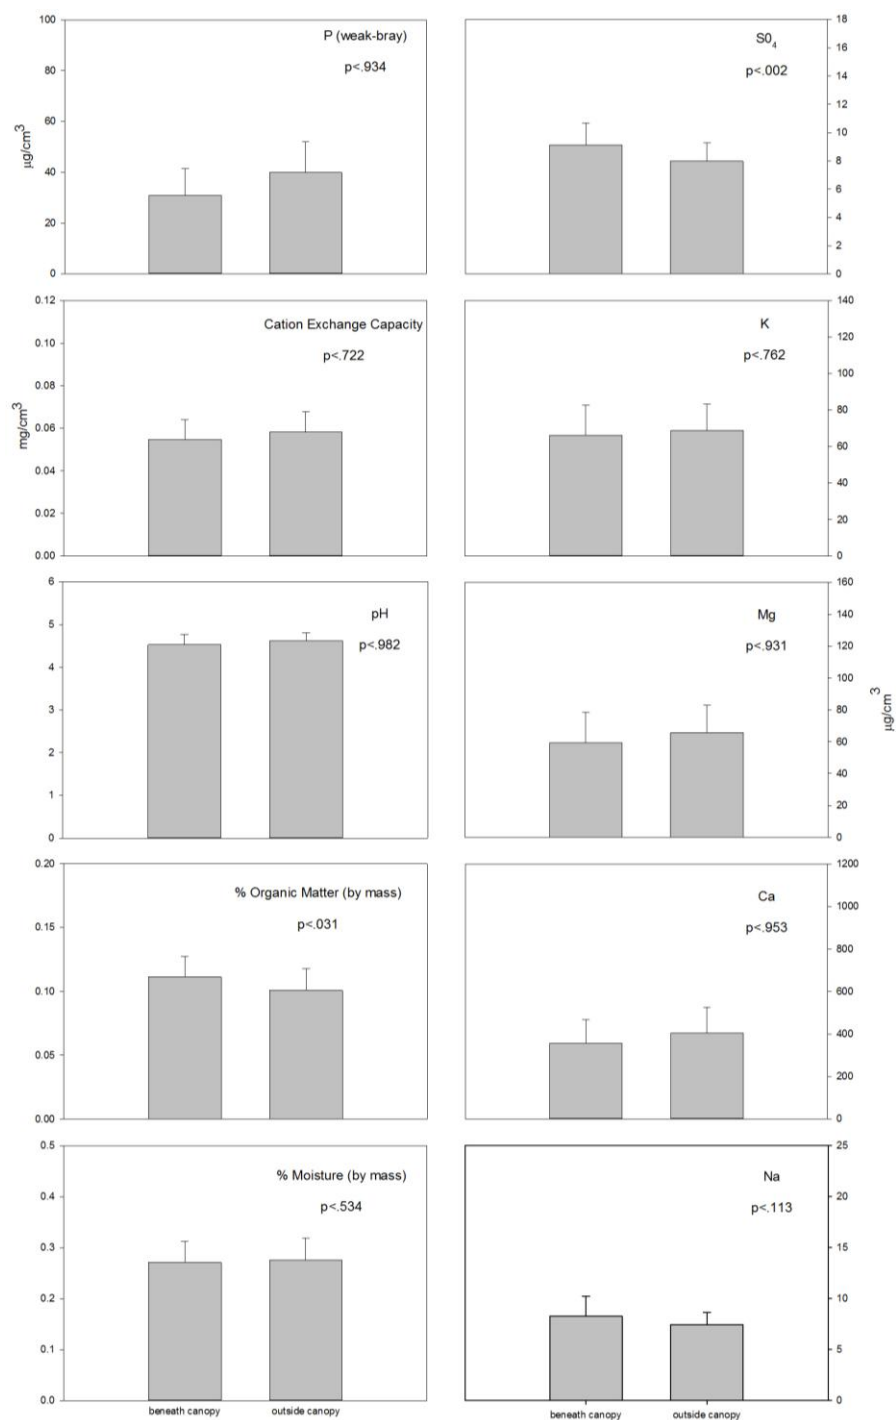 P (weak-bray)
p<.934
100
80
60
40
20
0
µg/cm3
S04
p<.002
18
16
14
12
10
8
6
4
2
0
Cation Exchange Capacity
p<.722
0.12
0.10
0.08
0.06
0.04
0.02
0.00
mg/cm3
K
p<.762
140
120
100
80
60
40
20
0
pH
p<.982
6
5
4
3
2
1
0
Mg
p<.931
160
140
120
100
80
60
40
20
0
µg/cm3
% Organic Matter (by mass)
p<.031
0.20
0.15
0.10
0.05
0.00
Ca
p<.953
1200
1000
800
600
400
200
0
% Moisture (by mass)
p<.534
0.5
0.4
0.3
0.2
0.1
0.0
beneath canopy outside canopy
Na
p<.113
25
20
15
10
5
0
beneath canopy outside canopy